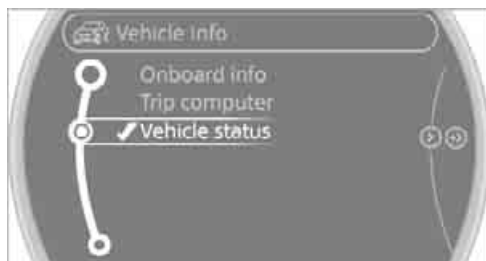 Vehicle info
Onboard info
Trip computer
Vehicle status